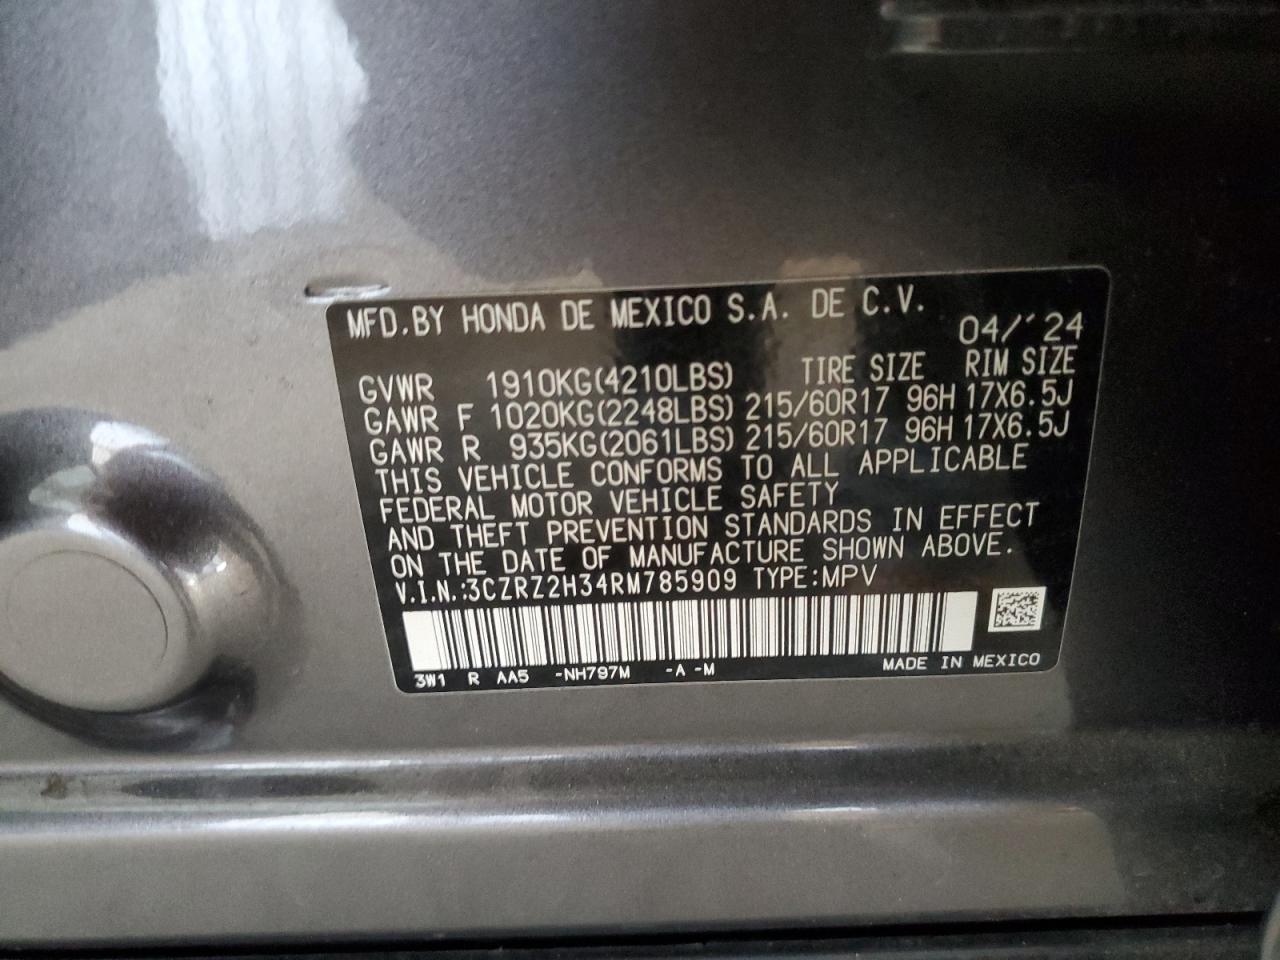 MFD.BY HONDA DE MEXICO S.A. DE C.V.
04/'24
GVWR 1910KG(4210LBS) TIRE SIZE RIM SIZE
GAWR F 1020KG(2248LBS) 215/60R17 96H 17X6.5J
GAWR R 935KG(2061LBS) 215/60R17 96H 17X6.5J
THIS VEHICLE CONFORMS TO ALL APPLICABLE
FEDERAL MOTOR VEHICLE SAFETY
AND THEFT PREVENTION STANDARDS IN EFFECT
ON THE DATE OF MANUFACTURE SHOWN ABOVE.
V.I.N.:3CZRZ2H34RM785909 TYPE:MPV
3W1 R AA5 -NH797M -A -M MADE IN MEXICO